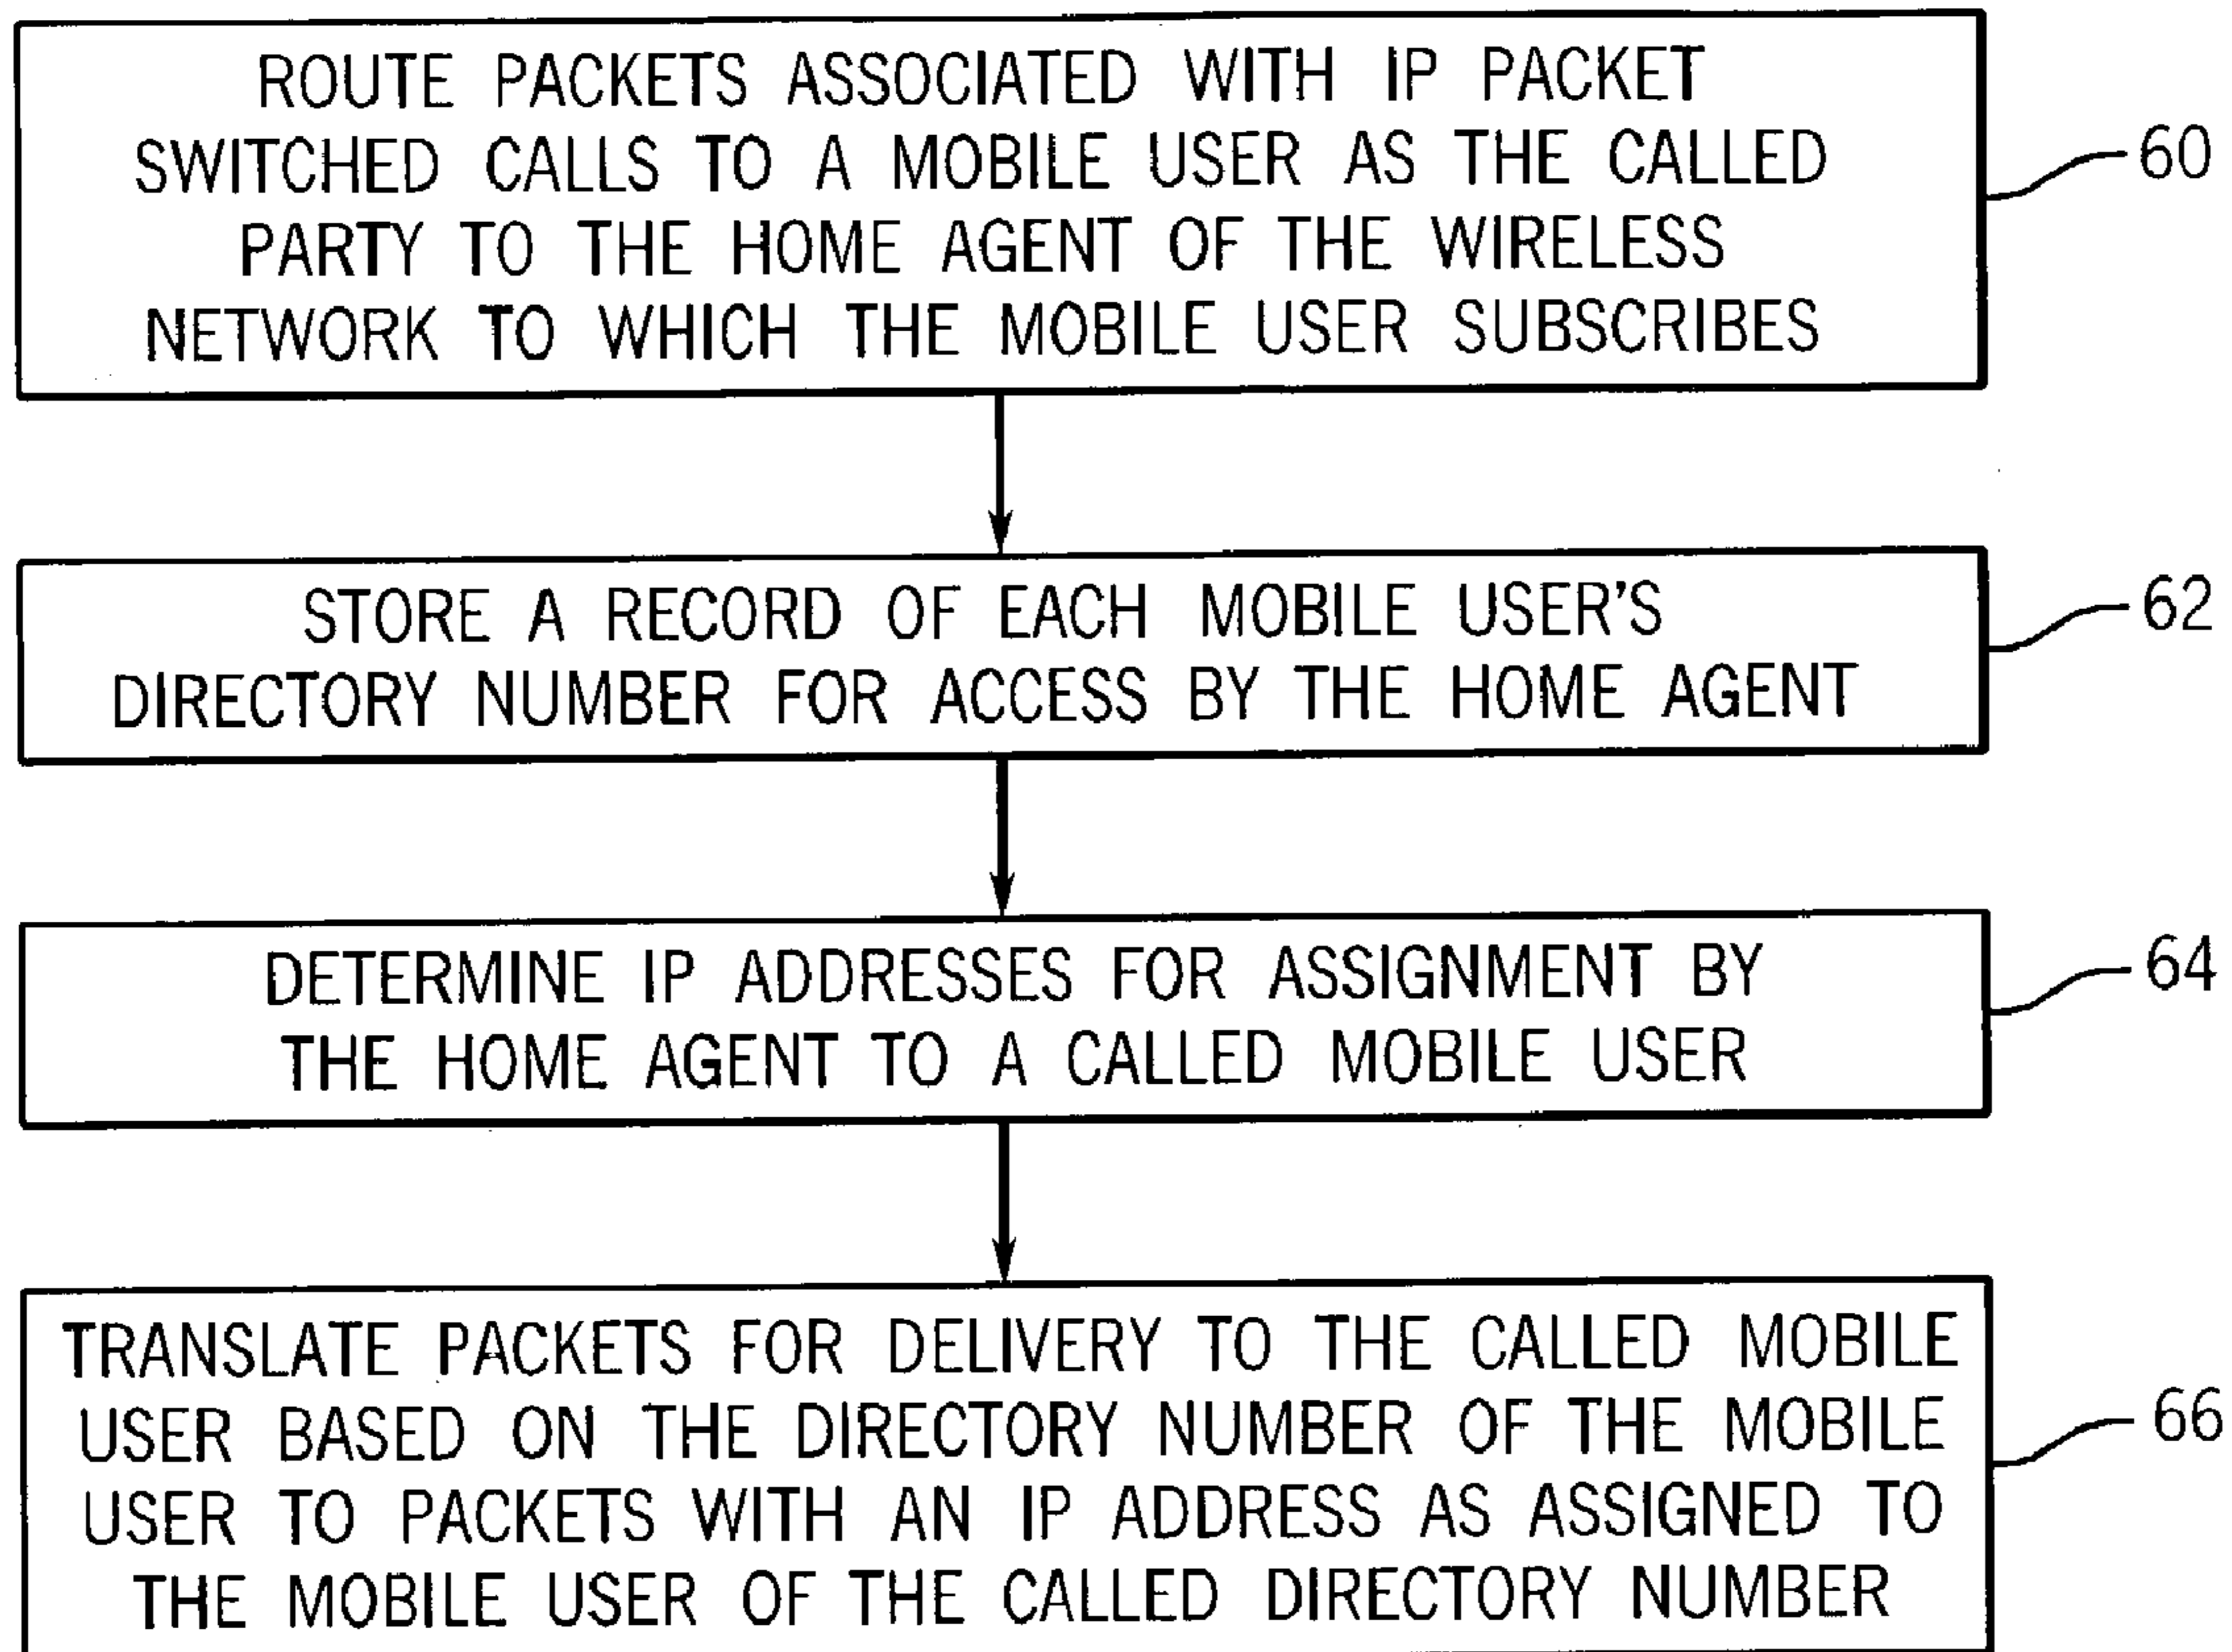 ROUTE PACKETS ASSOCIATED WITH IP PACKET
SWITCHED CALLS TO A MOBILE USER AS THE CALLED
PARTY TO THE HOME AGENT OF THE WIRELESS
NETWORK TO WHICH THE MOBILE USER SUBSCRIBES
60
STORE A RECORD OF EACH MOBILE USER'S
DIRECTORY NUMBER FOR ACCESS BY THE HOME AGENT
62
DETERMINE IP ADDRESSES FOR ASSIGNMENT BY
THE HOME AGENT TO A CALLED MOBILE USER
64
TRANSLATE PACKETS FOR DELIVERY TO THE CALLED MOBILE
USER BASED ON THE DIRECTORY NUMBER OF THE MOBILE
USER TO PACKETS WITH AN IP ADDRESS AS ASSIGNED TO
THE MOBILE USER OF THE CALLED DIRECTORY NUMBER
66